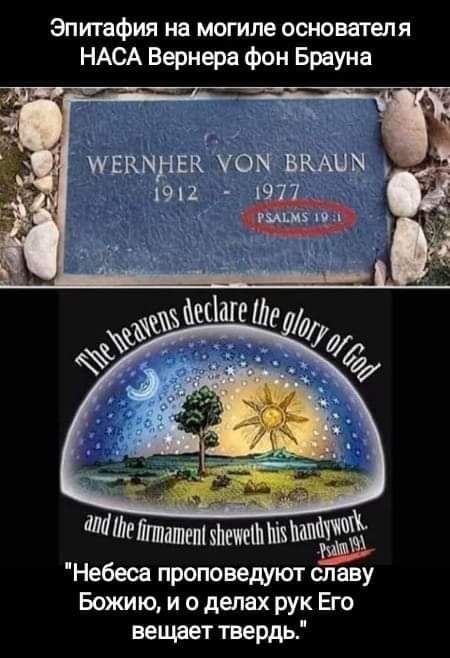 Эпитафия на могиле основателя
НАСА Вернера фон Брауна
WERNHER VON BRAUN
1912 - 1977
PSALMS 19:1
The heavens declare the glory of God
and the firmament sheweth his handywork.
-Psalm 19:1
"Небеса проповедуют славу
Божию, и о делах рук Его
вещает твердь."